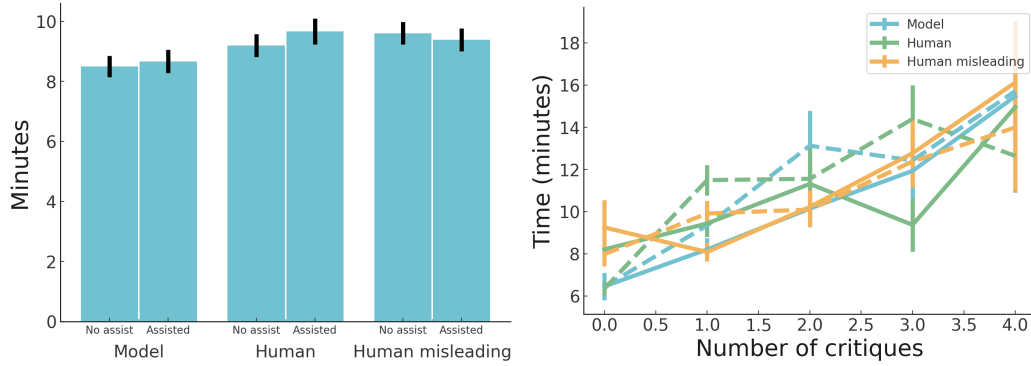 Minutes
10
8
6
4
2
0
No assist Assisted No assist Assisted No assist Assisted
Model Human Human misleading
Time (minutes)
18
16
14
12
10
8
6
Model
Human
Human misleading
0.0 0.5 1.0 1.5 2.0 2.5 3.0 3.5 4.0
Number of critiques